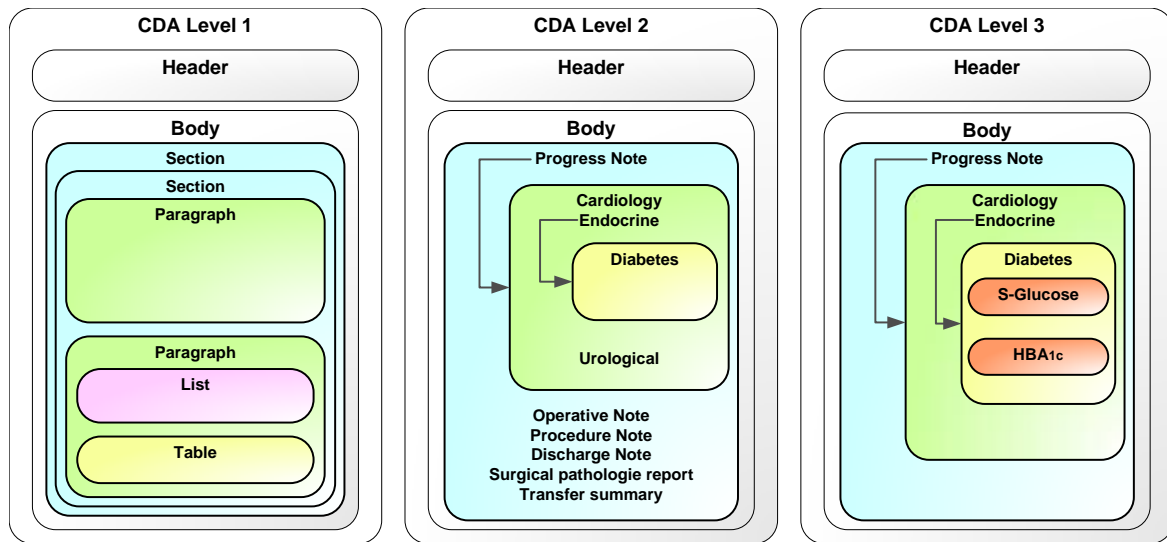 CDA Level 1
Header
Body
Section
Section
Paragraph
Paragraph
List
Table
CDA Level 2
Header
Body
Progress Note
Cardiology
Endocrine
Diabetes
Urological
Operative Note
Procedure Note
Discharge Note
Surgical pathologie report
Transfer summary
CDA Level 3
Header
Body
Progress Note
Cardiology
Endocrine
Diabetes
S-Glucose
HBA1c